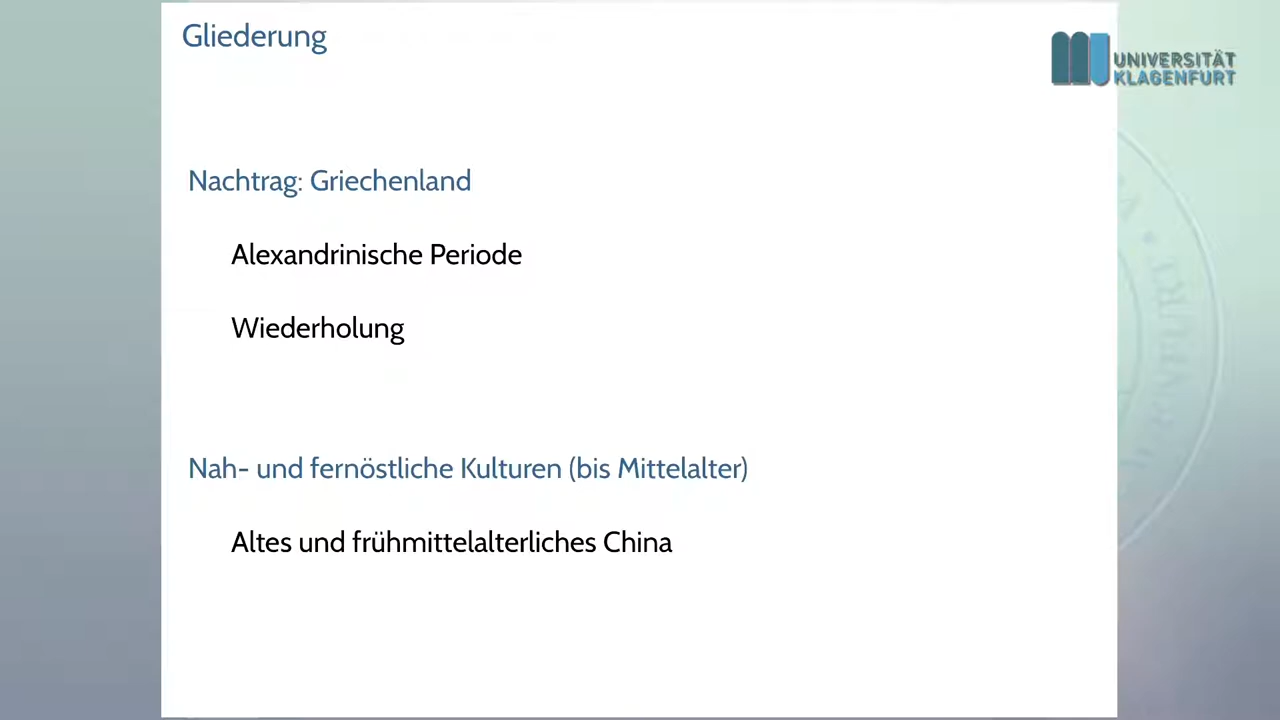 Gliederung
UNIVERSITÄT
KLAGENFURT
Nachtrag: Griechenland
Alexandrinische Periode
Wiederholung
Nah- und fernöstliche Kulturen (bis Mittelalter)
Altes und frühmittelalterliches China